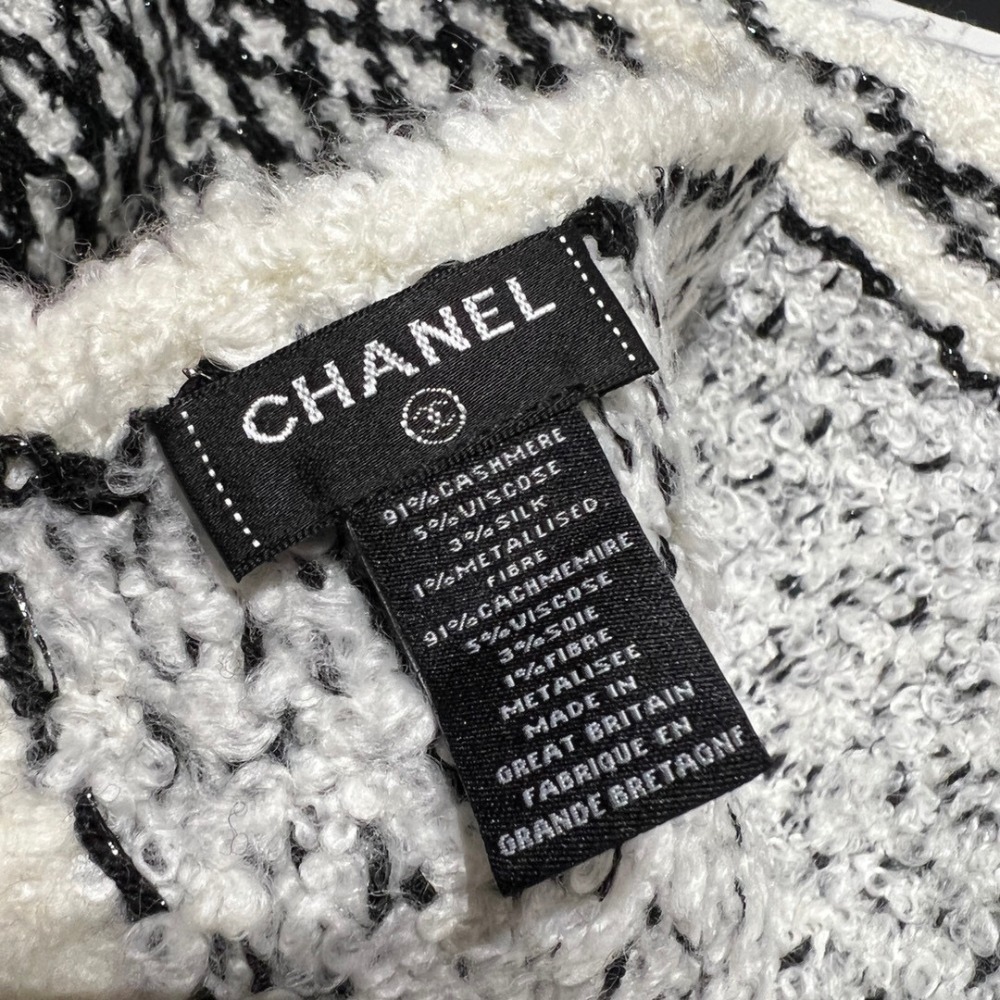 CHANEL
91%CASHMERE
5%VISCOSE
3%SILK
1%METALLISED.
FIBRE
91%CACHMEMIRE
5%VISCOSE
3%SOIE
1%FIBRE
METALISEE
MADE IN
GREAT BRITAIN
FABRIQUE EN
GRANDE BRETAGNE